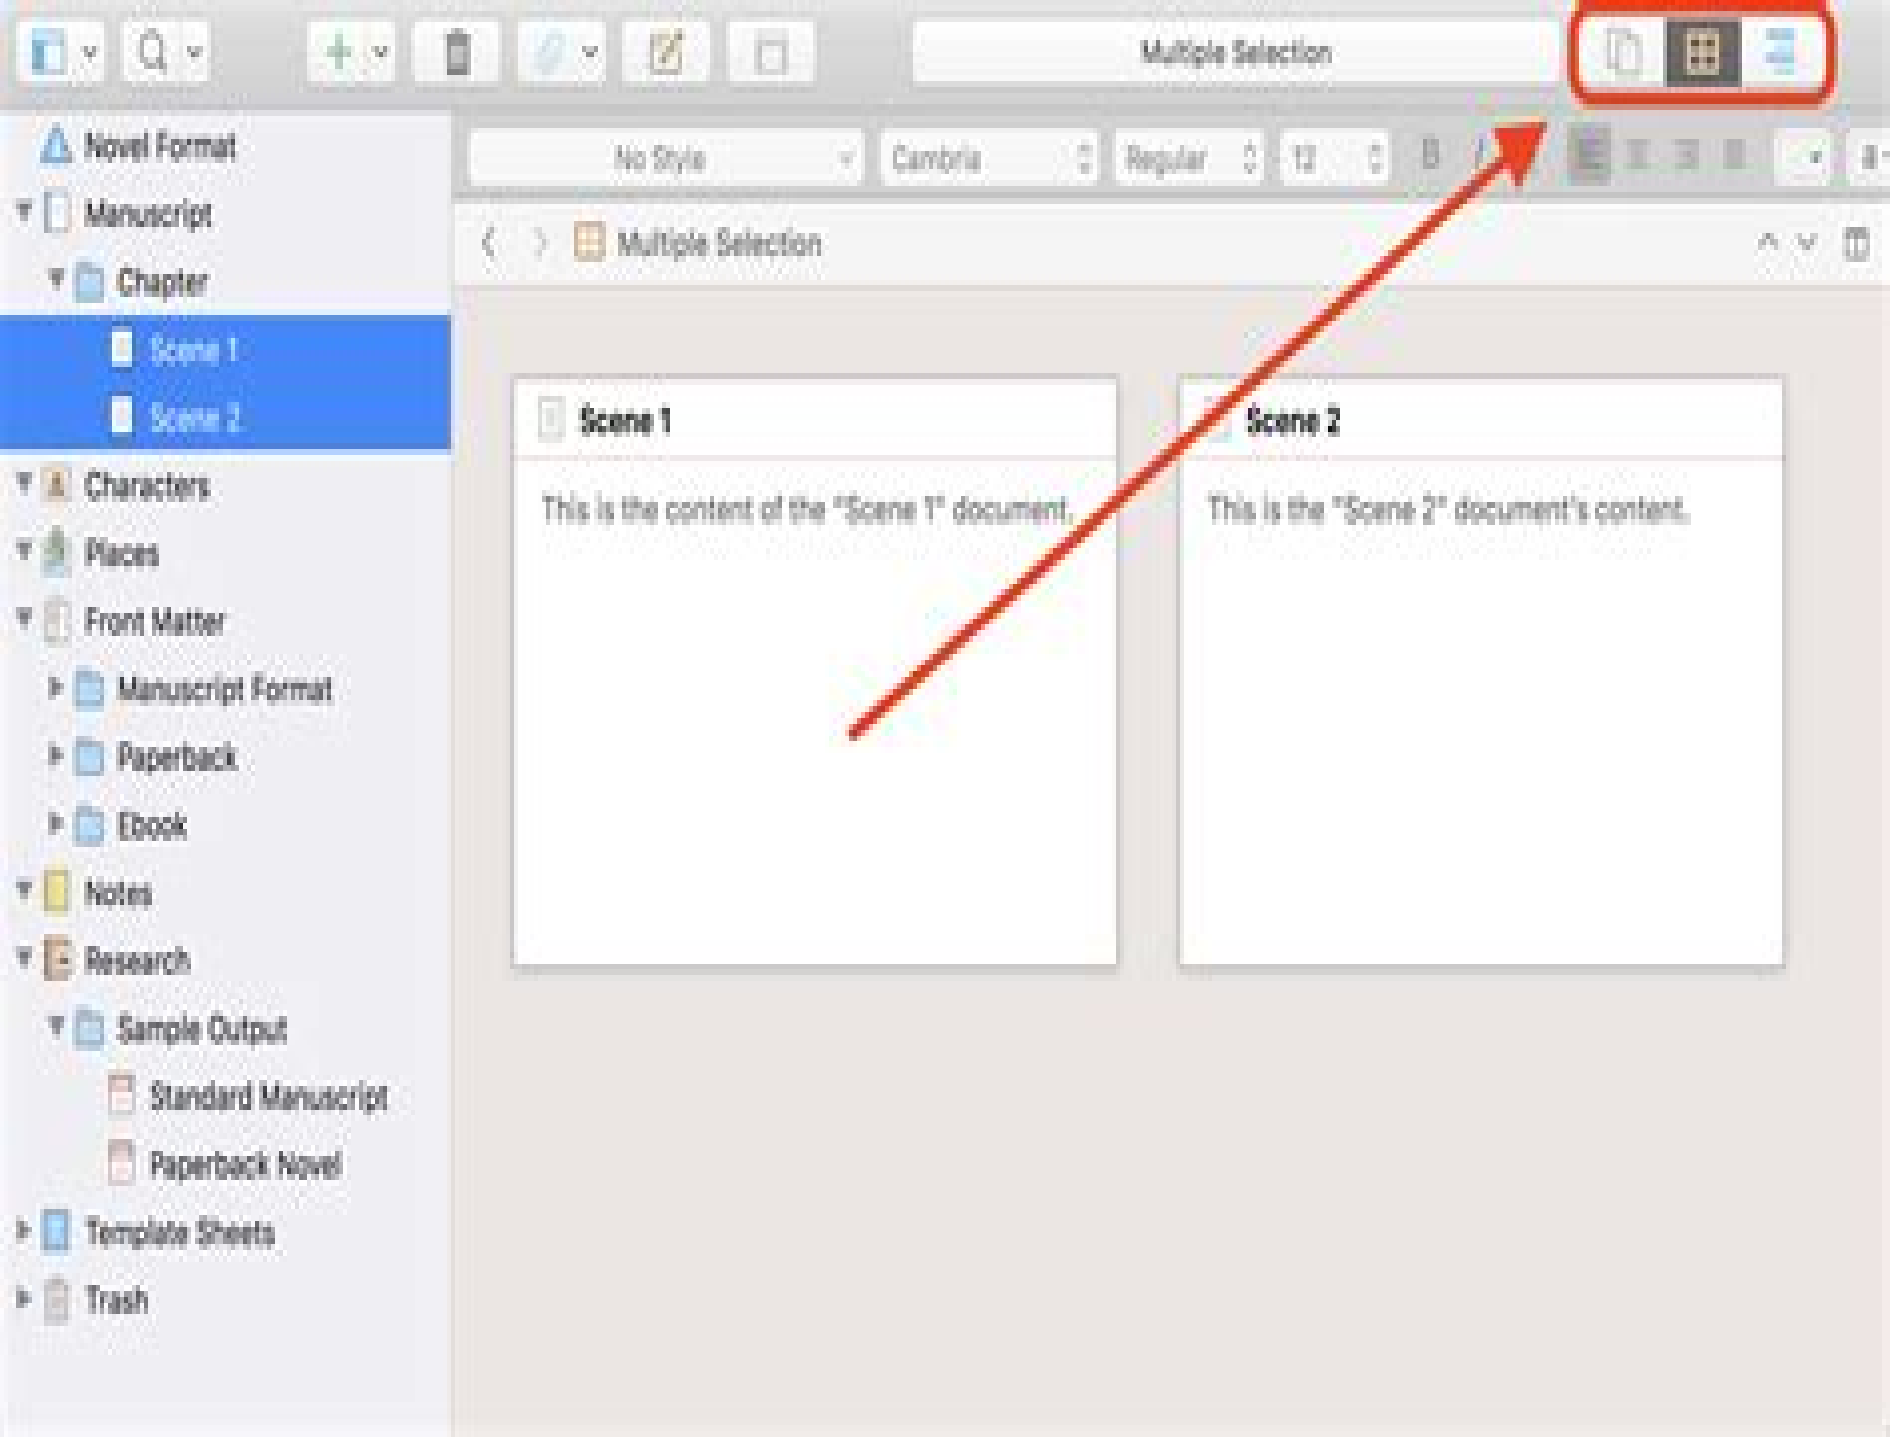 Multiple Selection
No Style
Cambria
Regular
12
B
I
Multiple Selection
Novel Format
Manuscript
Chapter
Scene 1
Scene 2
Characters
Places
Front Matter
Manuscript Format
Paperback
Ebook
Notes
Research
Sample Output
Standard Manuscript
Paperback Novel
Template Sheets
Trash
Scene 1
This is the content of the "Scene 1" document.
Scene 2
This is the "Scene 2" document's content.